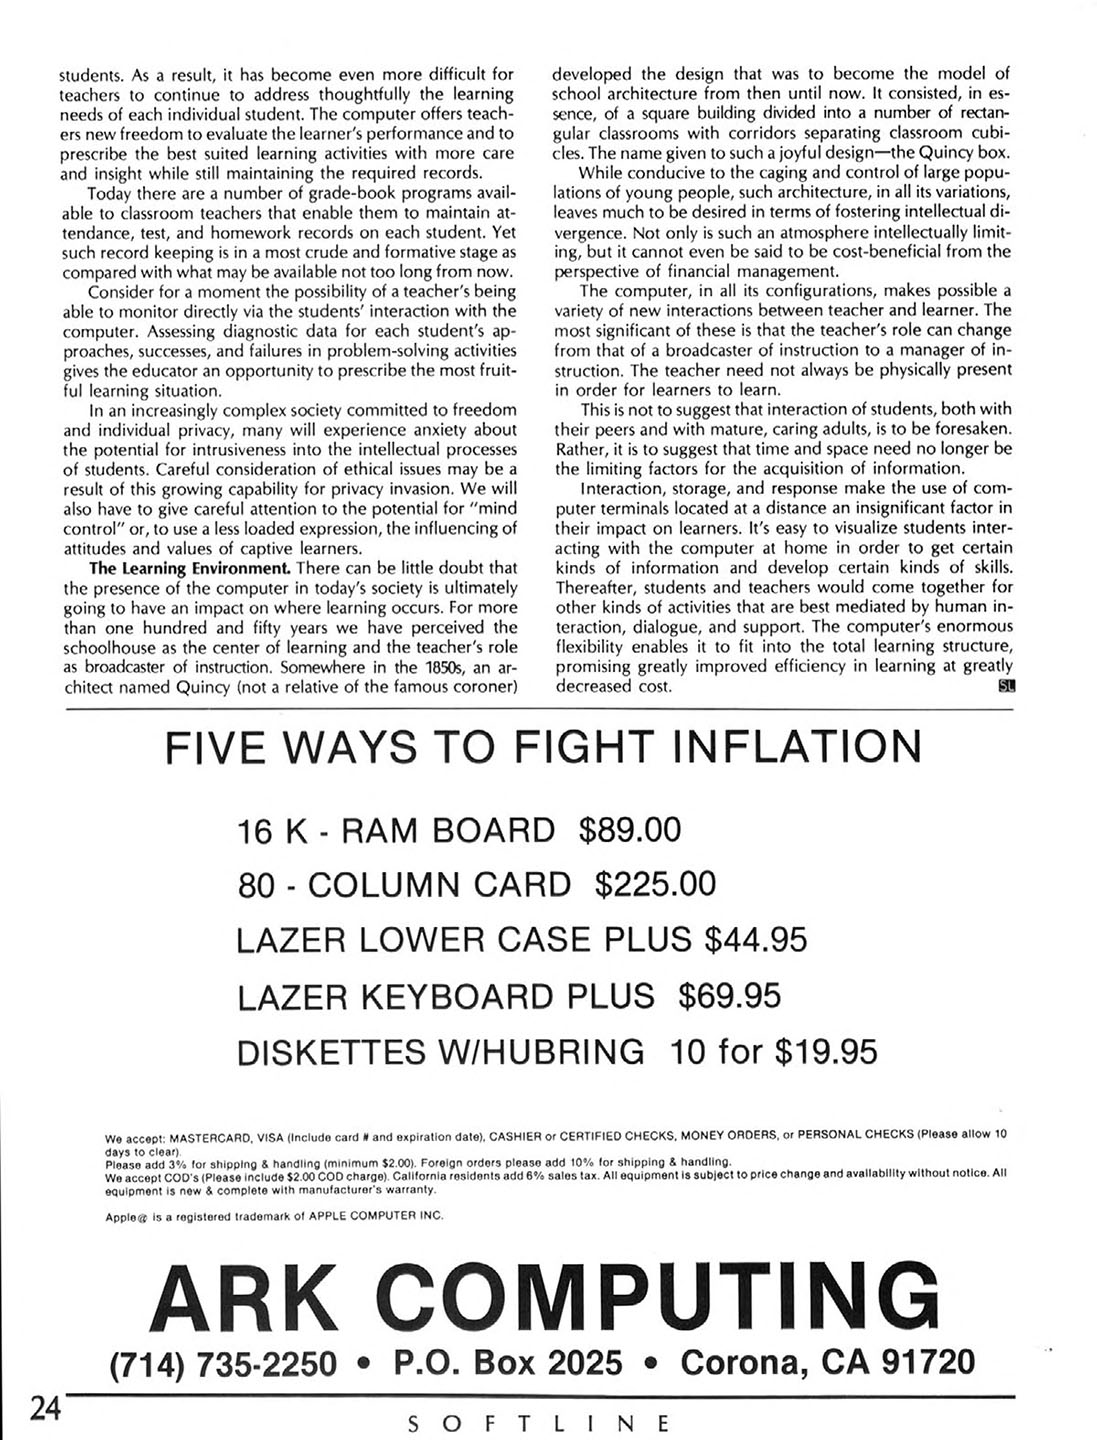 students. As a result, it has become even more difficult for
teachers to continue to address thoughtfully the learning
needs of each individual student. The computer offers teach-
ers new freedom to evaluate the learner's performance and to
prescribe the best suited learning activities with more care
and insight while still maintaining the required records.
Today there are a number of grade-book programs avail-
able to classroom teachers that enable them to maintain at-
tendance, test, and homework records on each student. Yet
such record keeping is in a most crude and formative stage as
compared with what may be available not too long from now.
Consider for a moment the possibility of a teacher's being
able to monitor directly via the students' interaction with the
computer. Assessing diagnostic data for each student's ap-
proaches, successes, and failures in problem-solving activities
gives the educator an opportunity to prescribe the most fruit-
ful learning situation.
In an increasingly complex society committed to freedom
and individual privacy, many will experience anxiety about
the potential for intrusiveness into the intellectual processes
of students. Careful consideration of ethical issues may be a
result of this growing capability for privacy invasion. We will
also have to give careful attention to the potential for "mind
control" or, to use a less loaded expression, the influencing of
attitudes and values of captive learners.
The Learning Environment. There can be little doubt that
the presence of the computer in today's society is ultimately
going to have an impact on where learning occurs. For more
than one hundred and fifty years we have perceived the
schoolhouse as the center of learning and the teacher's role
as broadcaster of instruction. Somewhere in the 1850s, an ar-
chitect named Quincy (not a relative of the famous coroner)
developed the design that was to become the model of
school architecture from then until now. It consisted, in es-
sence, of a square building divided into a number of rectan-
gular classrooms with corridors separating classroom cubi-
cles. The name given to such a joyful design—the Quincy box.
While conducive to the caging and control of large popu-
lations of young people, such architecture, in all its variations,
leaves much to be desired in terms of fostering intellectual di-
vergence. Not only is such an atmosphere intellectually limit-
ing, but it cannot even be said to be cost-beneficial from the
perspective of financial management.
The computer, in all its configurations, makes possible a
variety of new interactions between teacher and learner. The
most significant of these is that the teacher's role can change
from that of a broadcaster of instruction to a manager of in-
struction. The teacher need not always be physically present
in order for learners to learn.
This is not to suggest that interaction of students, both with
their peers and with mature, caring adults, is to be foresaken.
Rather, it is to suggest that time and space need no longer be
the limiting factors for the acquisition of information.
Interaction, storage, and response make the use of com-
puter terminals located at a distance an insignificant factor in
their impact on learners. It's easy to visualize students inter-
acting with the computer at home in order to get certain
kinds of information and develop certain kinds of skills.
Thereafter, students and teachers would come together for
other kinds of activities that are best mediated by human in-
teraction, dialogue, and support. The computer's enormous
flexibility enables it to fit into the total learning structure,
promising greatly improved efficiency in learning at greatly
decreased cost. SL
FIVE WAYS TO FIGHT INFLATION
16 K - RAM BOARD $89.00
80 - COLUMN CARD $225.00
LAZER LOWER CASE PLUS $44.95
LAZER KEYBOARD PLUS $69.95
DISKETTES W/HUBRING 10 for $19.95
We accept: MASTERCARD, VISA (Include card # and expiration date), CASHIER or CERTIFIED CHECKS, MONEY ORDERS, or PERSONAL CHECKS (Please allow 10
days to clear).
Please add 3% for shipping & handling (minimum $2.00). Foreign orders please add 10% for shipping & handling.
We accept COD's (Please include $2.00 COD charge). California residents add 6% sales tax. All equipment is subject to price change and availability without notice. All
equipment is new & complete with manufacturer's warranty.
Apple@ is a registered trademark of APPLE COMPUTER INC.
ARK COMPUTING
(714) 735-2250 • P.O. Box 2025 • Corona, CA 91720
24
SOFTLINE